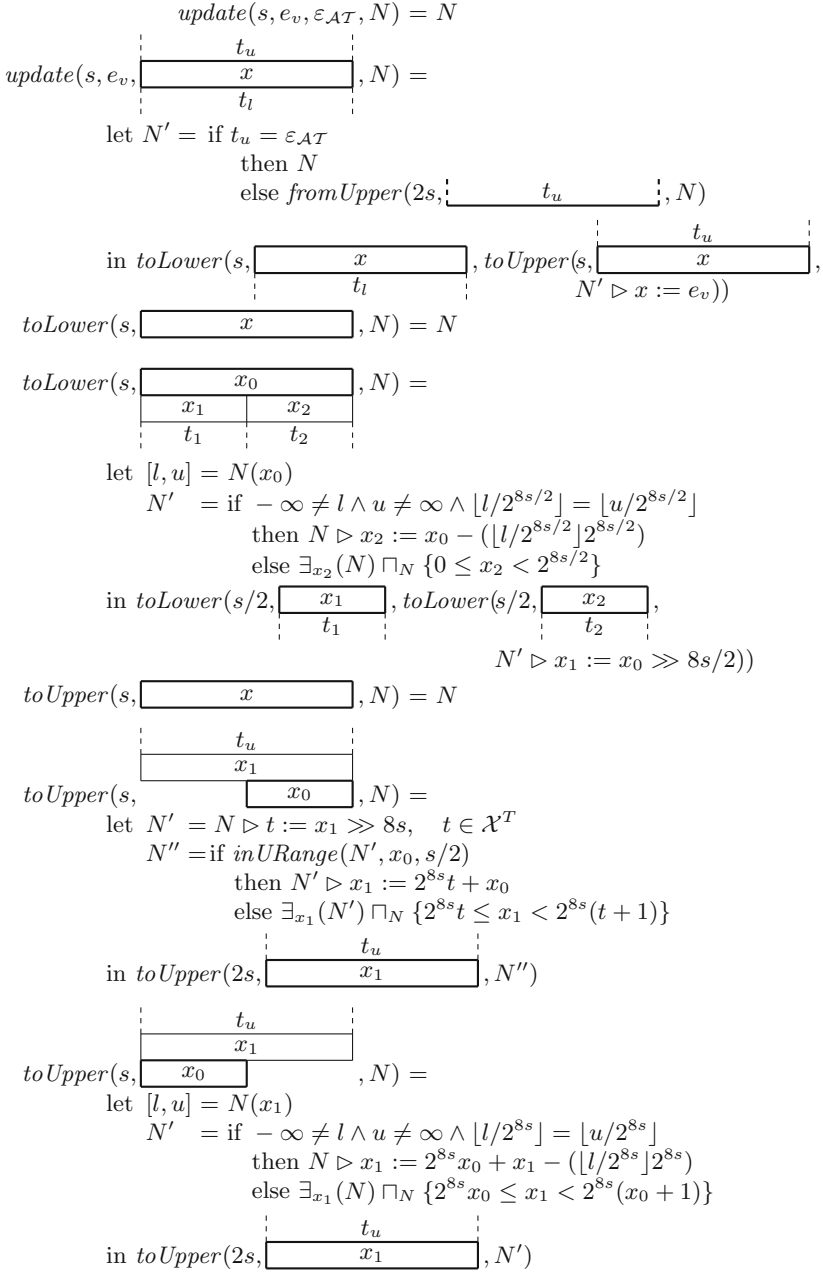 update(s, e_v, ε_{𝒜𝒯}, N) = N
t_u
update(s, e_v, x , N) =
t_l
let N′ = if t_u = ε_{𝒜𝒯}
then N
else fromUpper(2s, t_u , N)
t_u
in toLower(s, x , toUpper(s, x ,
t_l N′ ▷ x := e_v))
toLower(s, x , N) = N
toLower(s, x_0 , N) =
x_1 x_2
t_1 t_2
let [l, u] = N(x_0)
N′ = if − ∞ ≠ l ∧ u ≠ ∞ ∧ ⌊l/2^{8s/2}⌋ = ⌊u/2^{8s/2}⌋
then N ▷ x_2 := x_0 − (⌊l/2^{8s/2}⌋2^{8s/2})
else ∃_{x_2}(N) ⊓_N {0 ≤ x_2 < 2^{8s/2}}
in toLower(s/2, x_1 , toLower(s/2, x_2 ,
t_1 t_2
N′ ▷ x_1 := x_0 ≫ 8s/2))
toUpper(s, x , N) = N
t_u
x_1
toUpper(s, x_0 , N) =
let N′ = N ▷ t := x_1 ≫ 8s, t ∈ 𝒳^T
N″ = if inURange(N′, x_0, s/2)
then N′ ▷ x_1 := 2^{8s}t + x_0
else ∃_{x_1}(N′) ⊓_N {2^{8s}t ≤ x_1 < 2^{8s}(t + 1)}
t_u
in toUpper(2s, x_1 , N″)
t_u
x_1
toUpper(s, x_0 , N) =
let [l, u] = N(x_1)
N′ = if − ∞ ≠ l ∧ u ≠ ∞ ∧ ⌊l/2^{8s}⌋ = ⌊u/2^{8s}⌋
then N ▷ x_1 := 2^{8s}x_0 + x_1 − (⌊l/2^{8s}⌋2^{8s})
else ∃_{x_1}(N) ⊓_N {2^{8s}x_0 ≤ x_1 < 2^{8s}(x_0 + 1)}
t_u
in toUpper(2s, x_1 , N′)